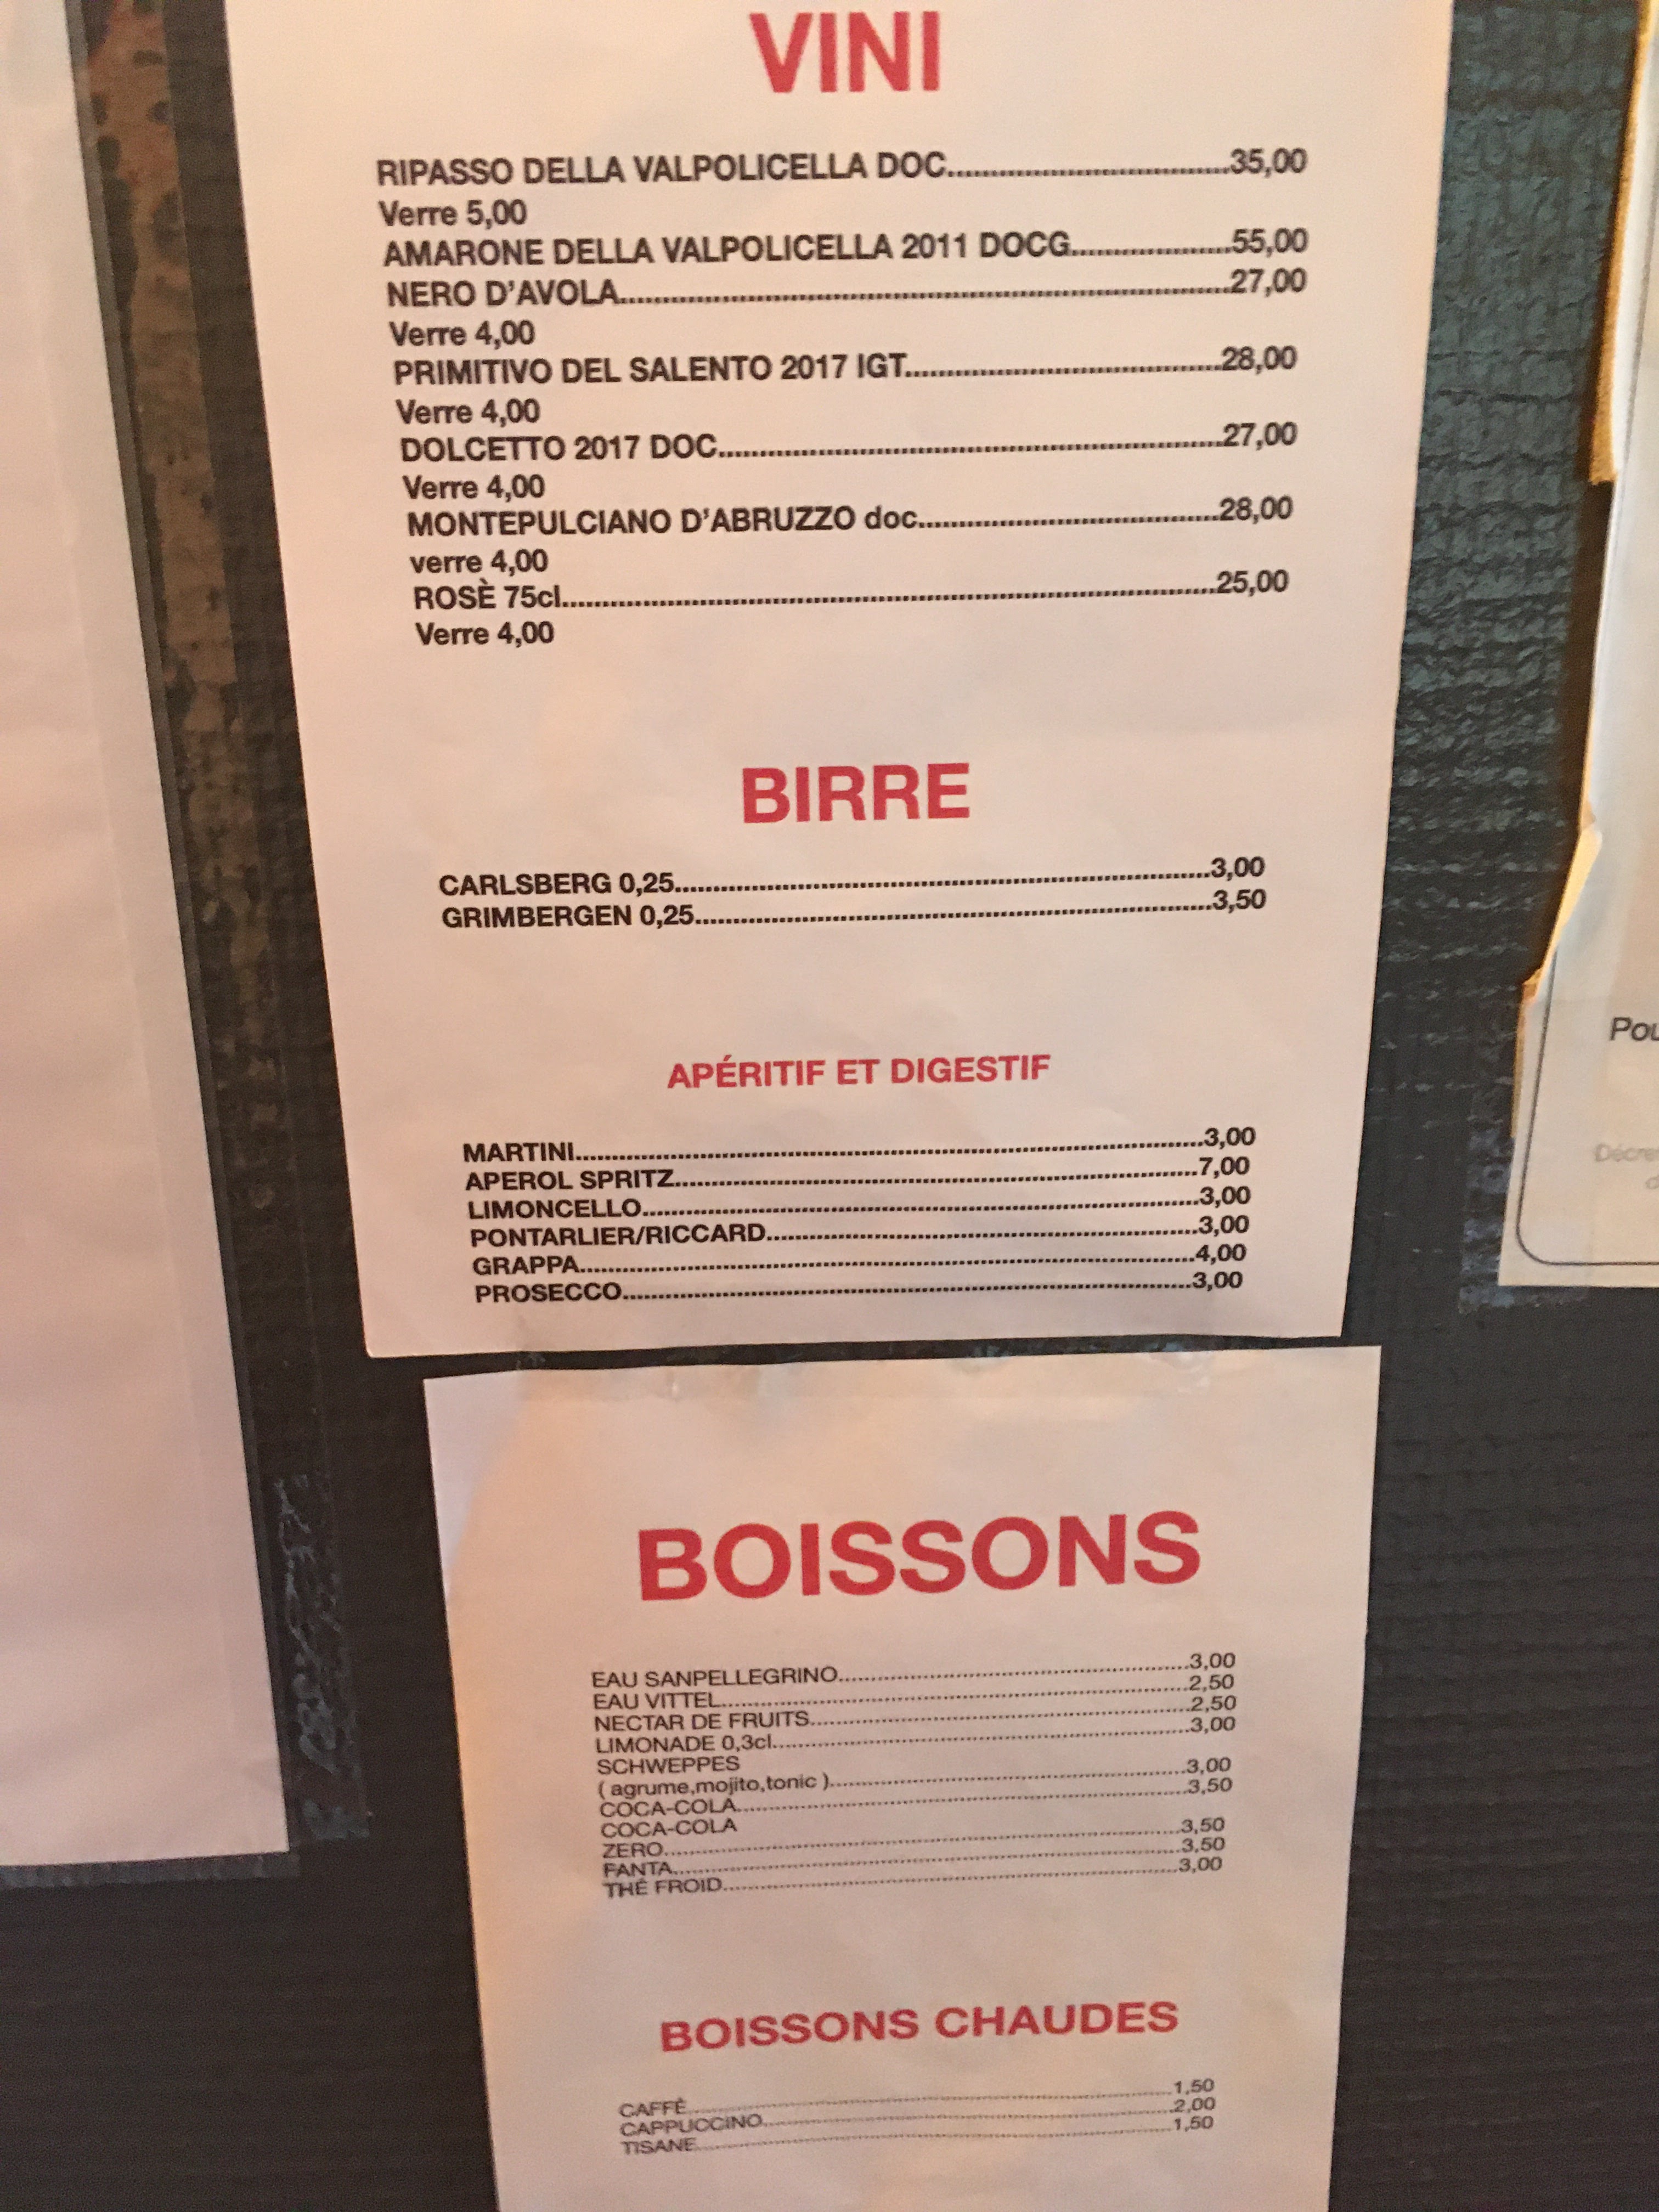 VINI
RIPASSO DELLA VALPOLICELLA DOC..................................35,00
Verre 5,00
AMARONE DELLA VALPOLICELLA 2011 DOCG...................55,00
NERO D'AVOLA.........................................................................27,00
Verre 4,00
PRIMITIVO DEL SALENTO 2017 IGT......................................28,00
Verre 4,00
DOLCETTO 2017 DOC.............................................................27,00
Verre 4,00
MONTEPULCIANO D'ABRUZZO doc....................................28,00
verre 4,00
ROSÈ 75cl...............................................................................25,00
Verre 4,00
BIRRE
CARLSBERG 0,25.................................................................3,00
GRIMBERGEN 0,25...............................................................3,50
APÉRITIF ET DIGESTIF
MARTINI.............................................................................3,00
APEROL SPRITZ................................................................7,00
LIMONCELLO....................................................................3,00
PONTARLIER/RICCARD.....................................................3,00
GRAPPA............................................................................4,00
PROSECCO......................................................................3,00
BOISSONS
EAU SANPELLEGRINO.................................................3,00
EAU VITTEL..................................................................2,50
NECTAR DE FRUITS.....................................................2,50
LIMONADE 0,3cl...........................................................3,00
SCHWEPPES
( agrume,mojito,tonic ).................................................3,00
COCA-COLA................................................................3,50
COCA-COLA
ZERO..........................................................................3,50
FANTA.........................................................................3,50
THÉ FROID..................................................................3,00
BOISSONS CHAUDES
CAFFÈ........................................................................1,50
CAPPUCCINO.............................................................2,00
TISANE.......................................................................1,50